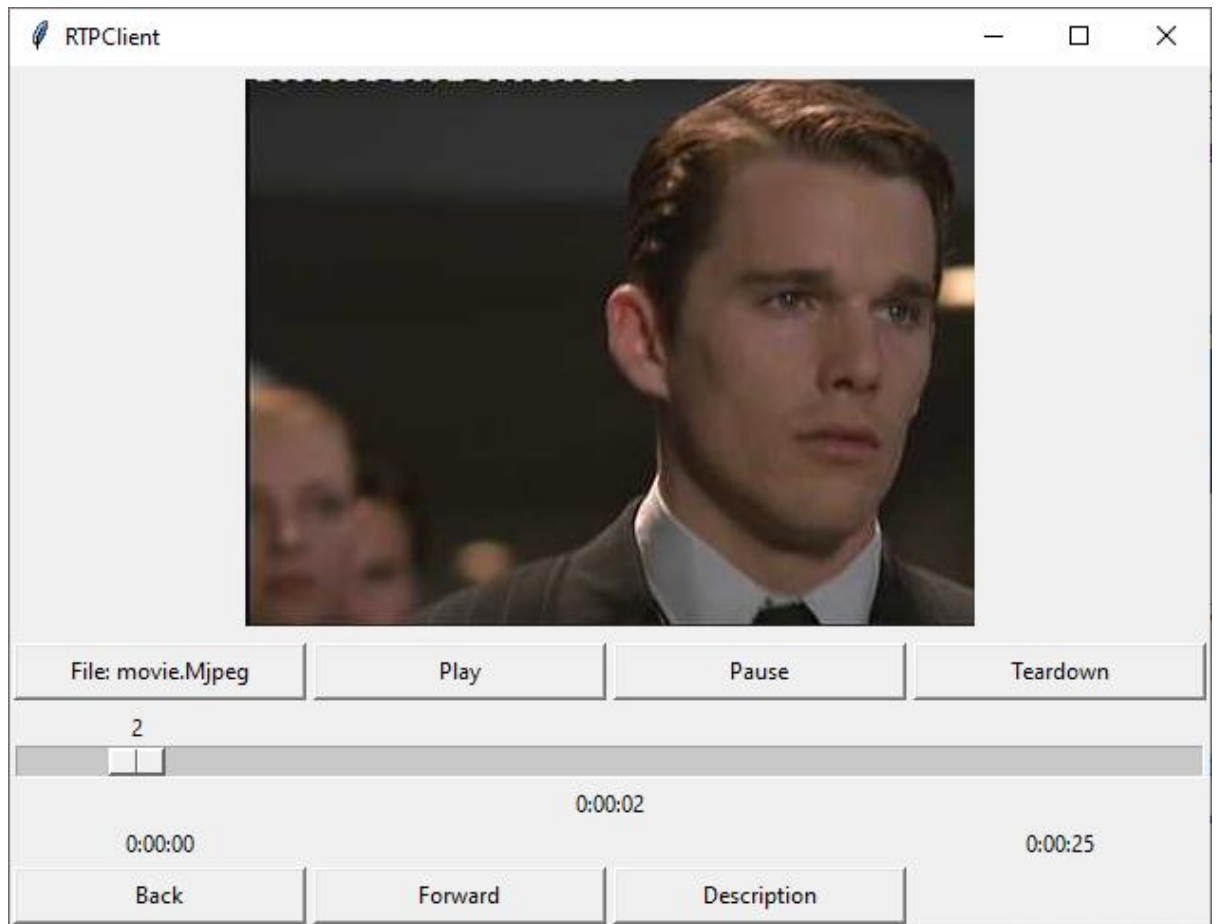 RTPClient
File: movie.Mjpeg Play Pause Teardown
2
0:00:02
0:00:00 0:00:25
Back Forward Description